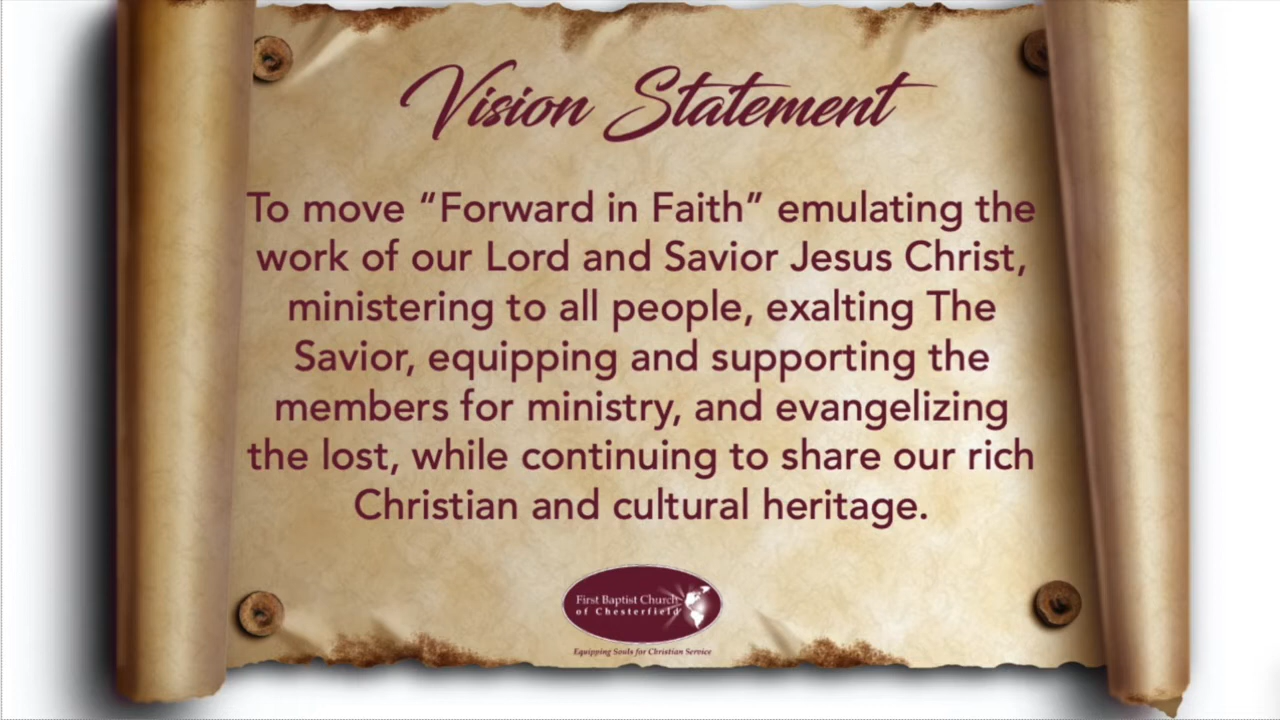 Vision Statement
To move “Forward in Faith” emulating the
work of our Lord and Savior Jesus Christ,
ministering to all people, exalting The
Savior, equipping and supporting the
members for ministry, and evangelizing
the lost, while continuing to share our rich
Christian and cultural heritage.
First Baptist Church
of Chesterfield
Equipping Souls for Christian Service